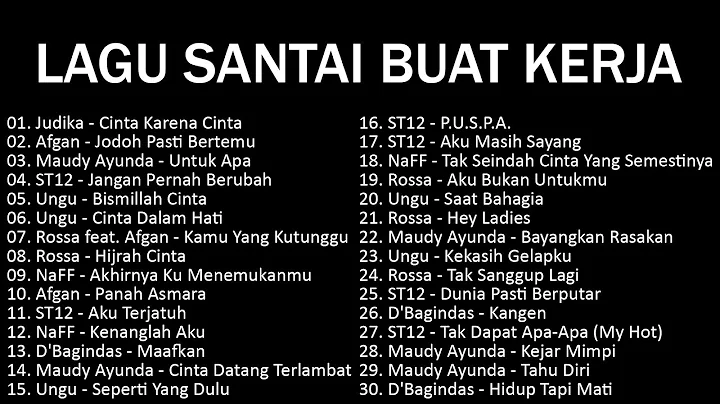 LAGU SANTAI BUAT KERJA
01. Judika - Cinta Karena Cinta
02. Afgan - Jodoh Pasti Bertemu
03. Maudy Ayunda - Untuk Apa
04. ST12 - Jangan Pernah Berubah
05. Ungu - Bismillah Cinta
06. Ungu - Cinta Dalam Hati
07. Rossa feat. Afgan - Kamu Yang Kutunggu
08. Rossa - Hijrah Cinta
09. NaFF - Akhirnya Ku Menemukanmu
10. Afgan - Panah Asmara
11. ST12 - Aku Terjatuh
12. NaFF - Kenanglah Aku
13. D'Bagindas - Maafkan
14. Maudy Ayunda - Cinta Datang Terlambat
15. Ungu - Seperti Yang Dulu
16. ST12 - P.U.S.P.A.
17. ST12 - Aku Masih Sayang
18. NaFF - Tak Seindah Cinta Yang Semestinya
19. Rossa - Aku Bukan Untukmu
20. Ungu - Saat Bahagia
21. Rossa - Hey Ladies
22. Maudy Ayunda - Bayangkan Rasakan
23. Ungu - Kekasih Gelapku
24. Rossa - Tak Sanggup Lagi
25. ST12 - Dunia Pasti Berputar
26. D'Bagindas - Kangen
27. ST12 - Tak Dapat Apa-Apa (My Hot)
28. Maudy Ayunda - Kejar Mimpi
29. Maudy Ayunda - Tahu Diri
30. D'Bagindas - Hidup Tapi Mati